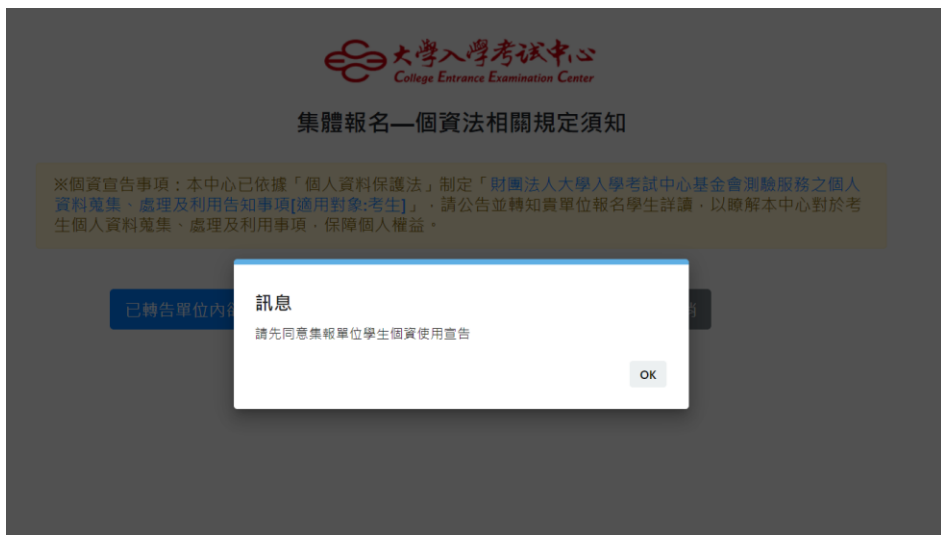 大學入學考試中心
College Entrance Examination Center
集體報名—個資法相關規定須知
※個資宣告事項：本中心已依據「個人資料保護法」制定「財團法人大學入學考試中心基金會測驗服務之個人
資料蒐集、處理及利用告知事項[適用對象:考生]」，請公告並轉知貴單位報名學生詳讀，以瞭解本中心對於考
生個人資料蒐集、處理及利用事項，保障個人權益。
已轉告單位內
訊息
請先同意集報單位學生個資使用宣告
OK